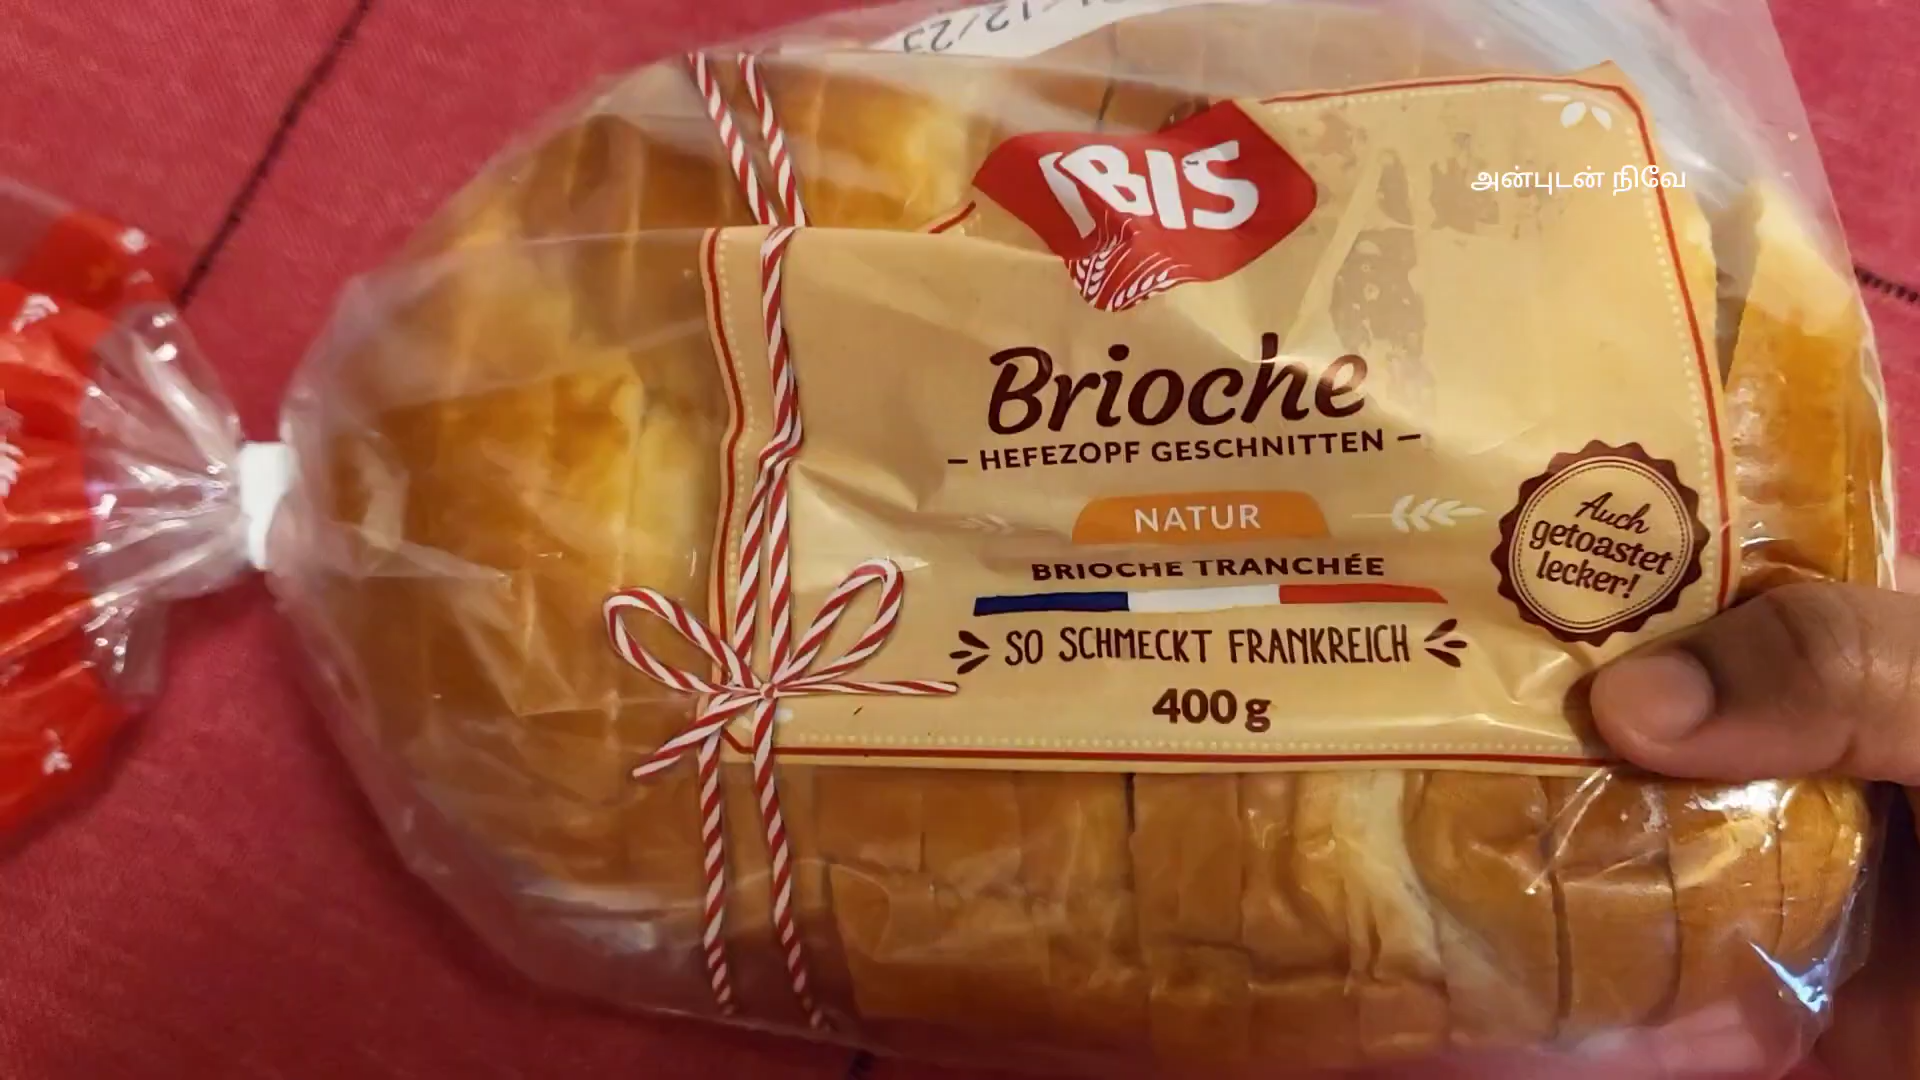 IBIS
அன்புடன் நிவே
Brioche
– HEFEZOPF GESCHNITTEN –
NATUR
BRIOCHE TRANCHÉE
SO SCHMECKT FRANKREICH
400 g
Auch
getoastet
lecker!